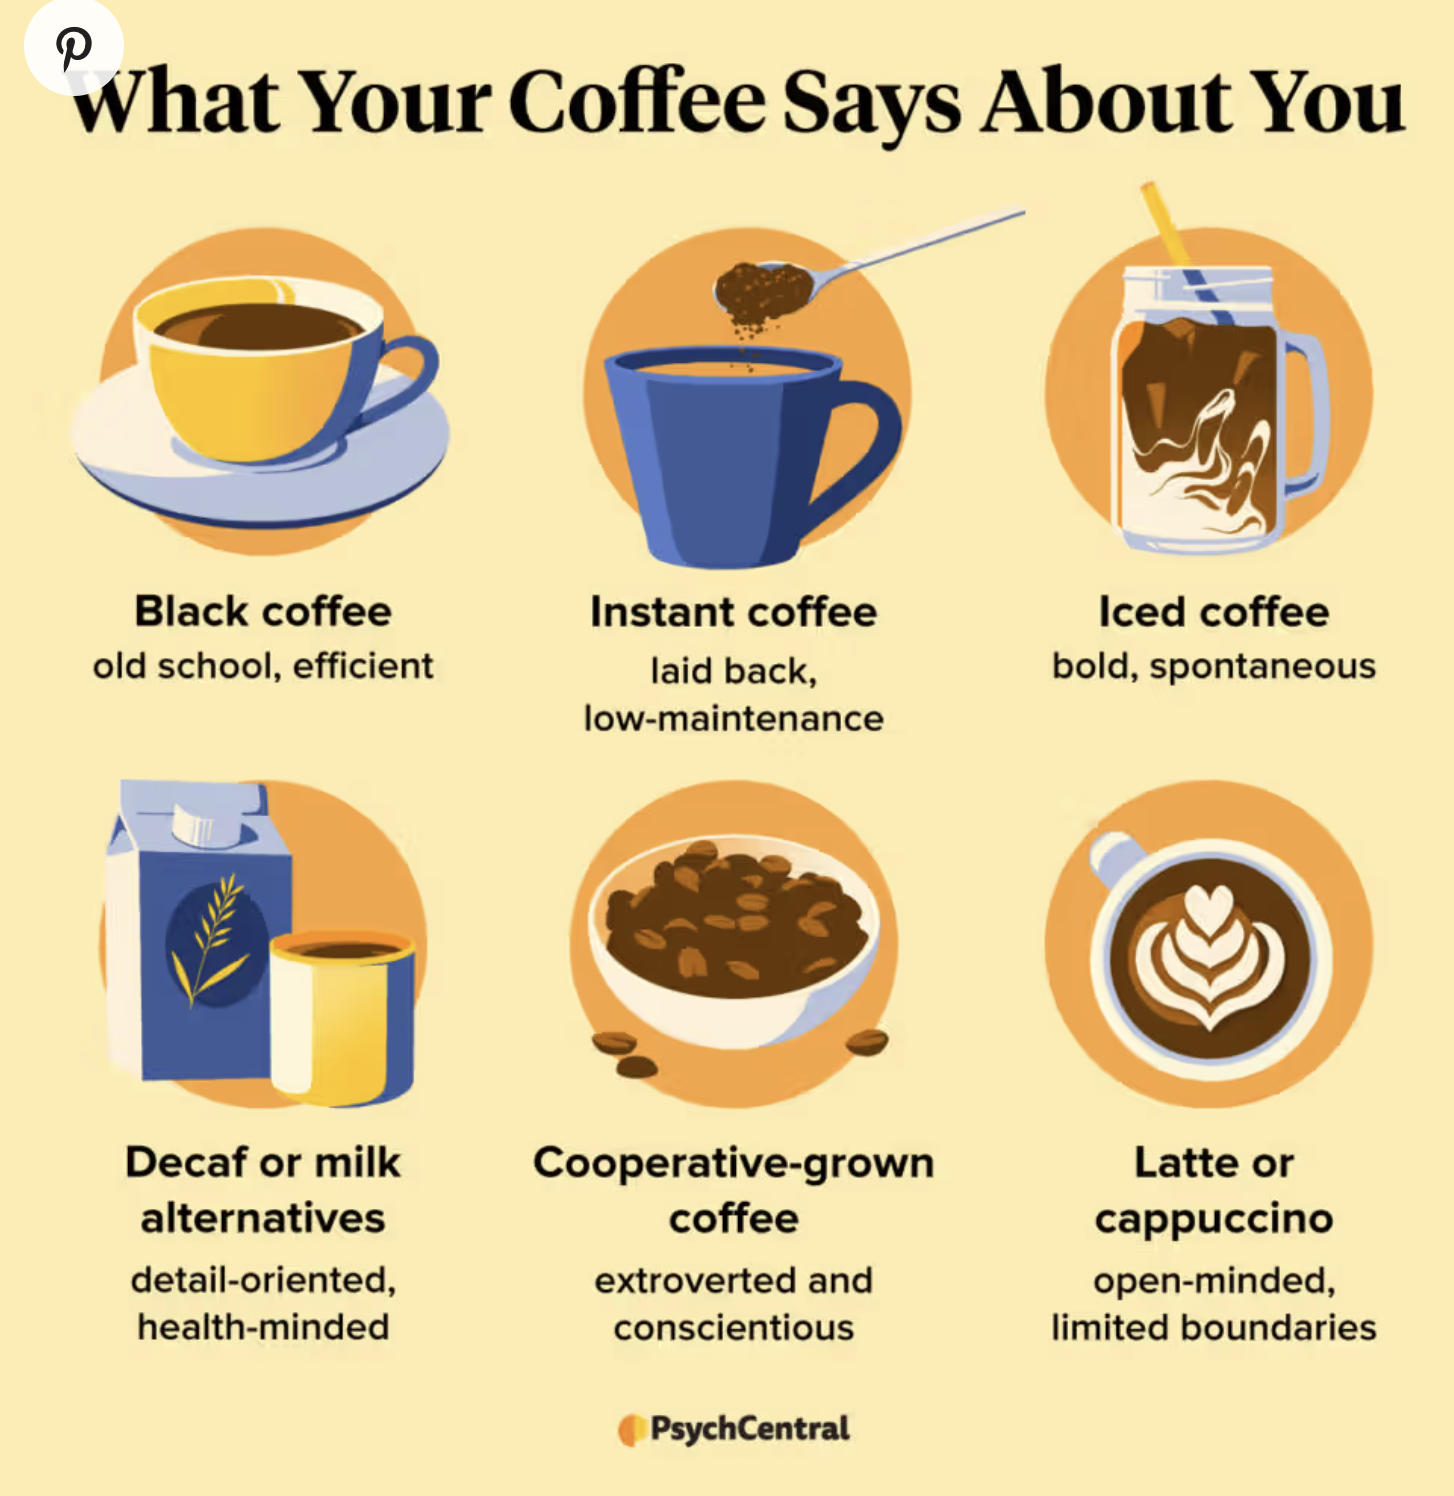 What Your Coffee Says About You
Black coffee
old school, efficient
Instant coffee
laid back,
low-maintenance
Iced coffee
bold, spontaneous
Decaf or milk
alternatives
detail-oriented,
health-minded
Cooperative-grown
coffee
extroverted and
conscientious
Latte or
cappuccino
open-minded,
limited boundaries
PsychCentral